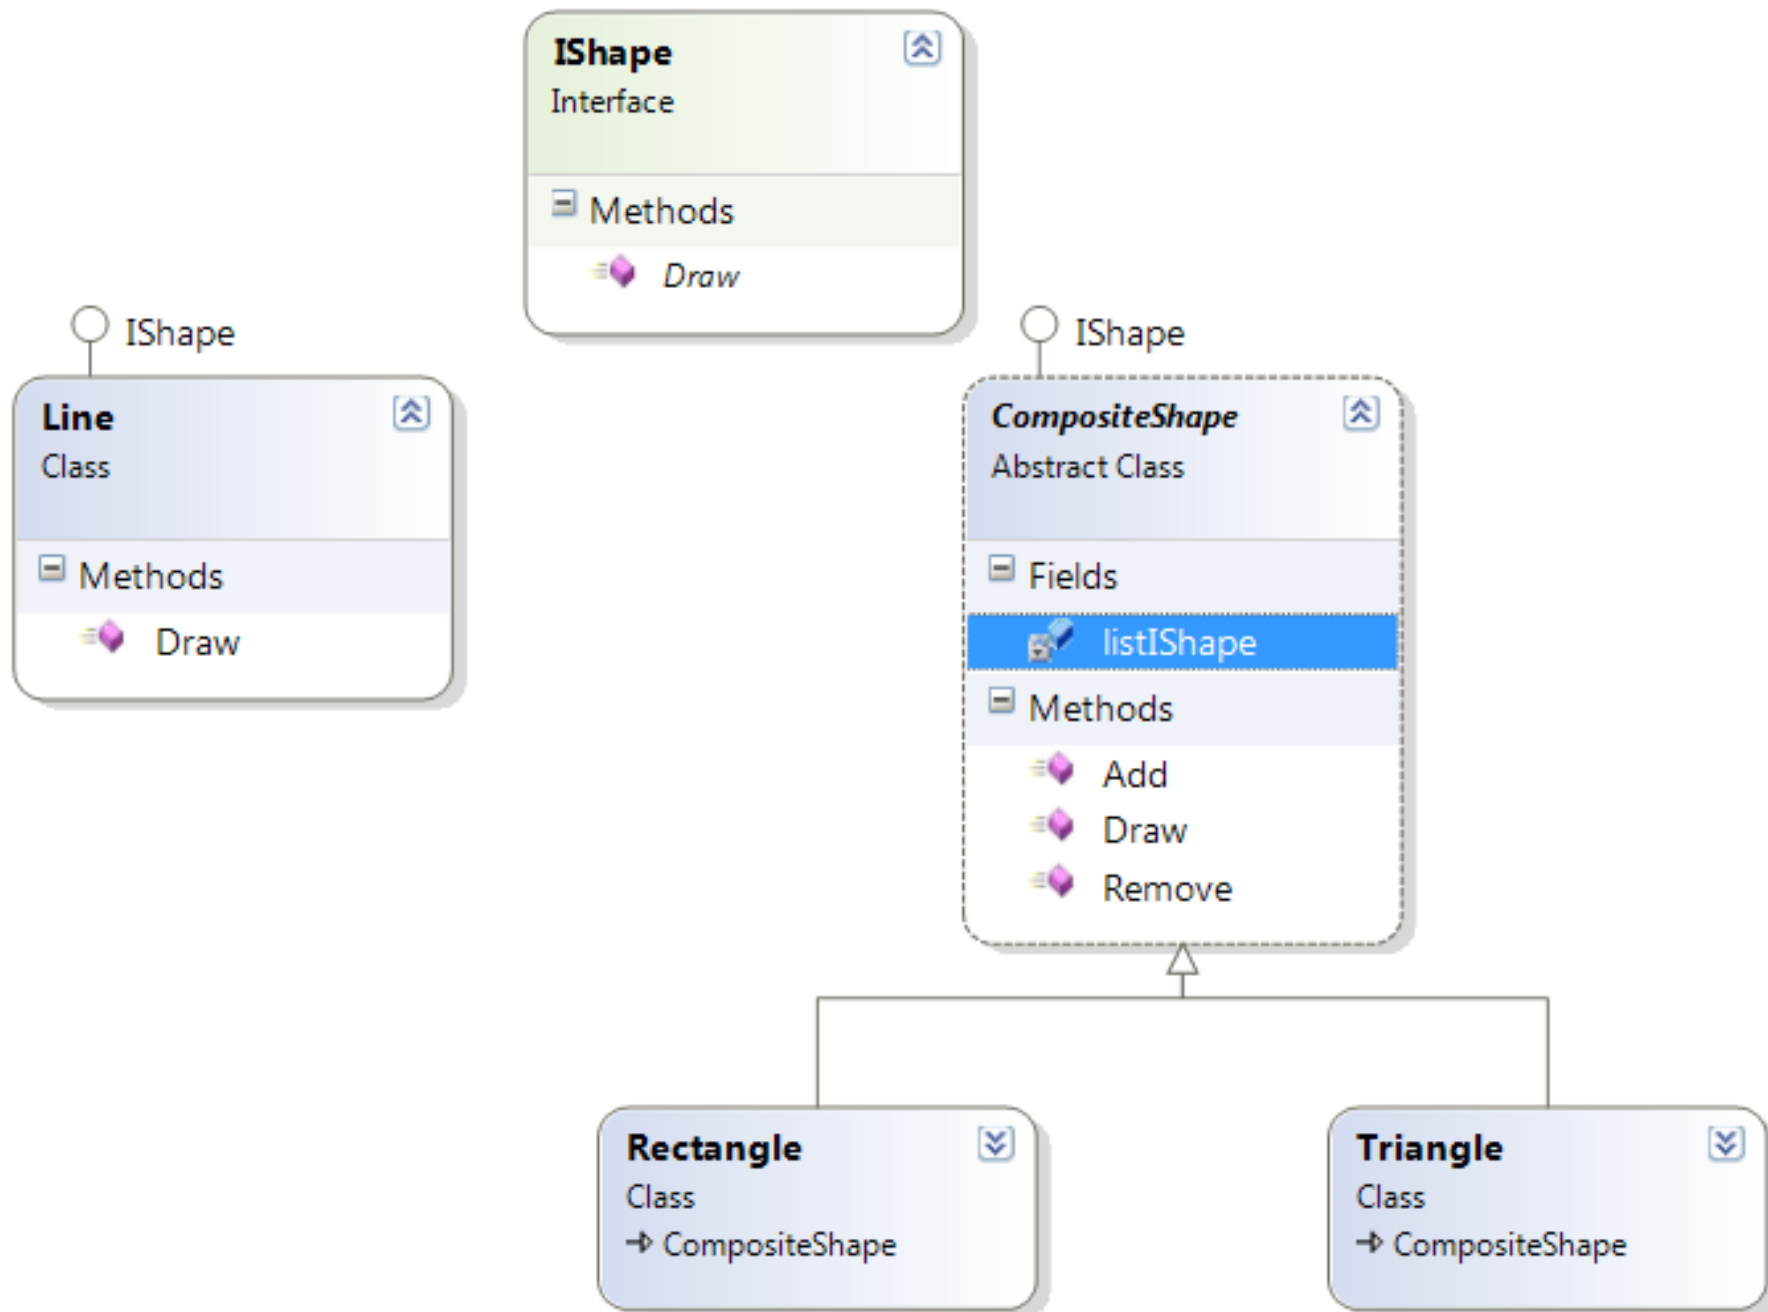 IShape
Interface
Methods
Draw
IShape
Line
Class
Methods
Draw
IShape
CompositeShape
Abstract Class
Fields
listIShape
Methods
Add
Draw
Remove
Rectangle
Class
CompositeShape
Triangle
Class
CompositeShape